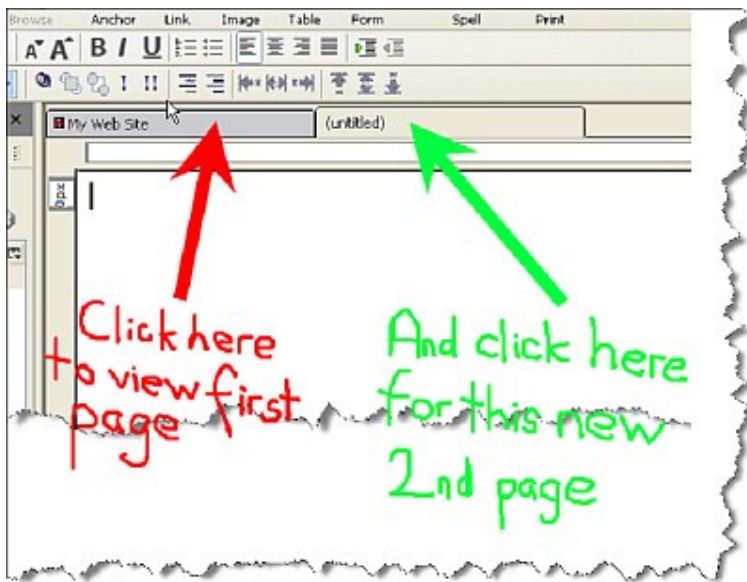 Browse Anchor Link Image Table Form Spell Print
A A B I U
My Web Site (untitled)
0px
Click here
to view first
page
And click here
for this new
2nd page